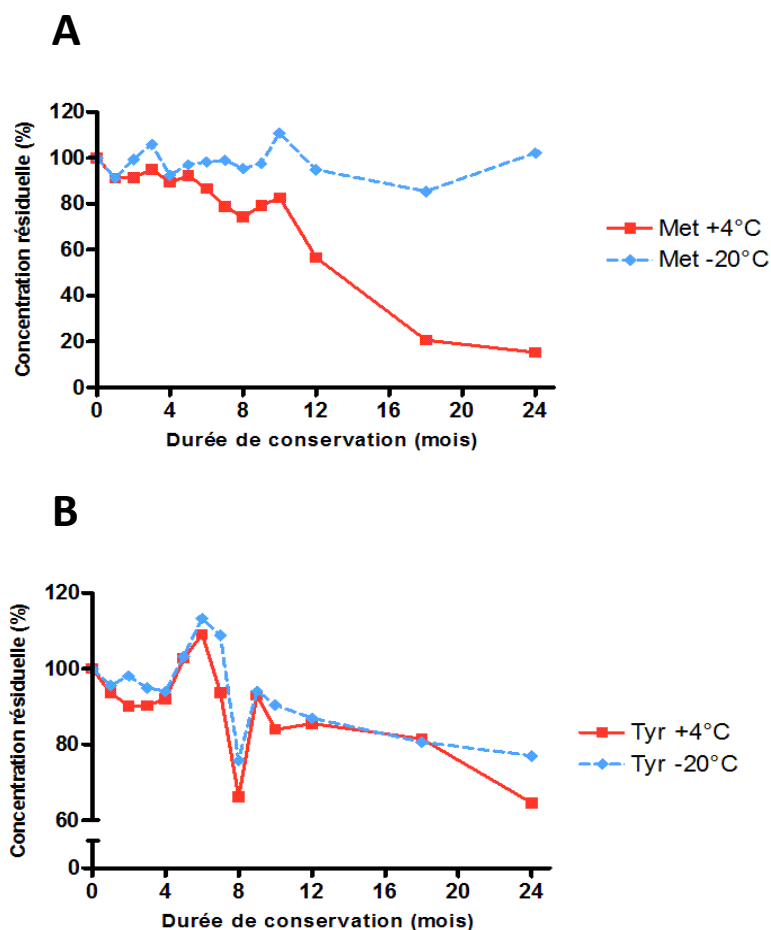 A
Concentration résiduelle (%)
120
100
80
60
40
20
0
0 4 8 12 16 20 24
Durée de conservation (mois)
Met +4°C
Met -20°C
B
Concentration résiduelle (%)
120
100
80
60
0
0 4 8 12 16 20 24
Durée de conservation (mois)
Tyr +4°C
Tyr -20°C